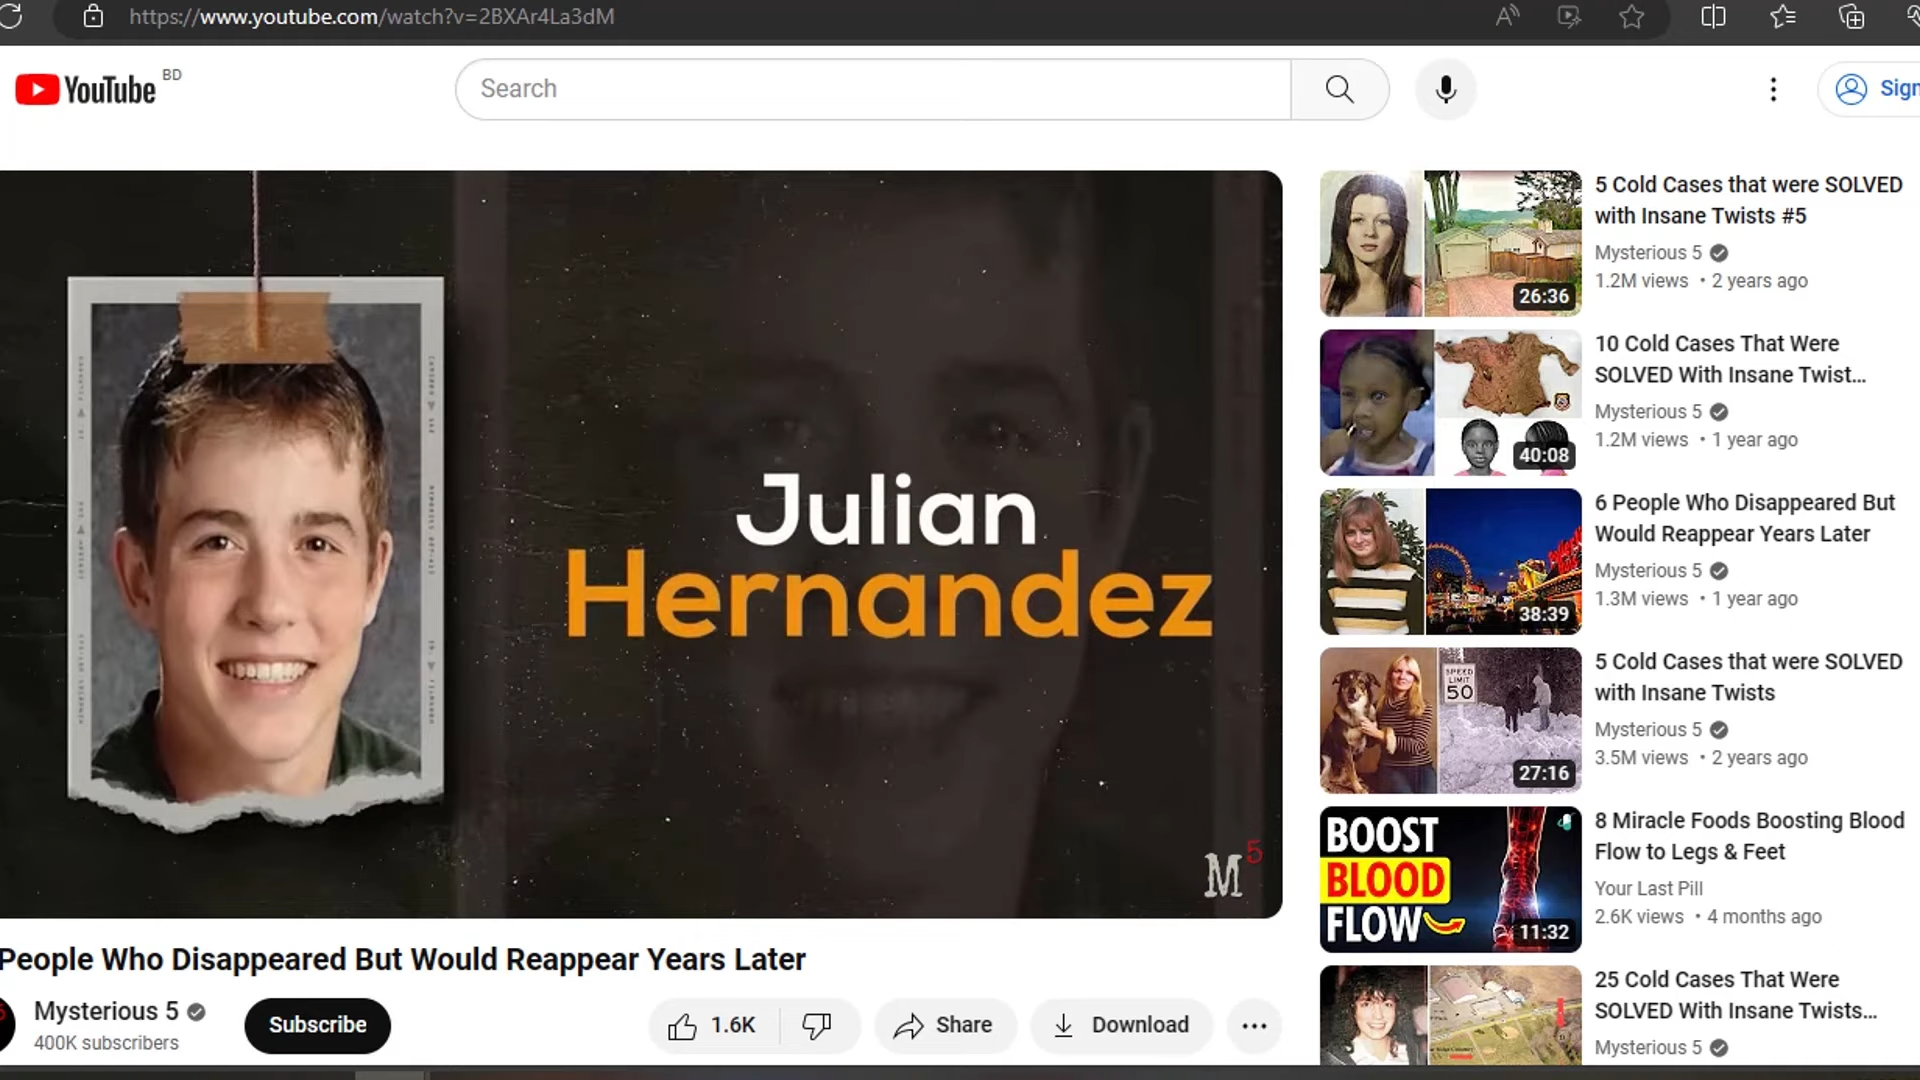 https://www.youtube.com/watch?v=2BXAr4La3dM
YouTube BD
Search
Sign
Julian
Hernandez
M5
People Who Disappeared But Would Reappear Years Later
Mysterious 5
400K subscribers
Subscribe
1.6K
Share
Download
26:36
5 Cold Cases that were SOLVED
with Insane Twists #5
Mysterious 5
1.2M views • 2 years ago
40:08
10 Cold Cases That Were
SOLVED With Insane Twist...
Mysterious 5
1.2M views • 1 year ago
38:39
6 People Who Disappeared But
Would Reappear Years Later
Mysterious 5
1.3M views • 1 year ago
SPEED
LIMIT
50
27:16
5 Cold Cases that were SOLVED
with Insane Twists
Mysterious 5
3.5M views • 2 years ago
BOOST
BLOOD
FLOW
11:32
8 Miracle Foods Boosting Blood
Flow to Legs & Feet
Your Last Pill
2.6K views • 4 months ago
25 Cold Cases That Were
SOLVED With Insane Twists...
Mysterious 5